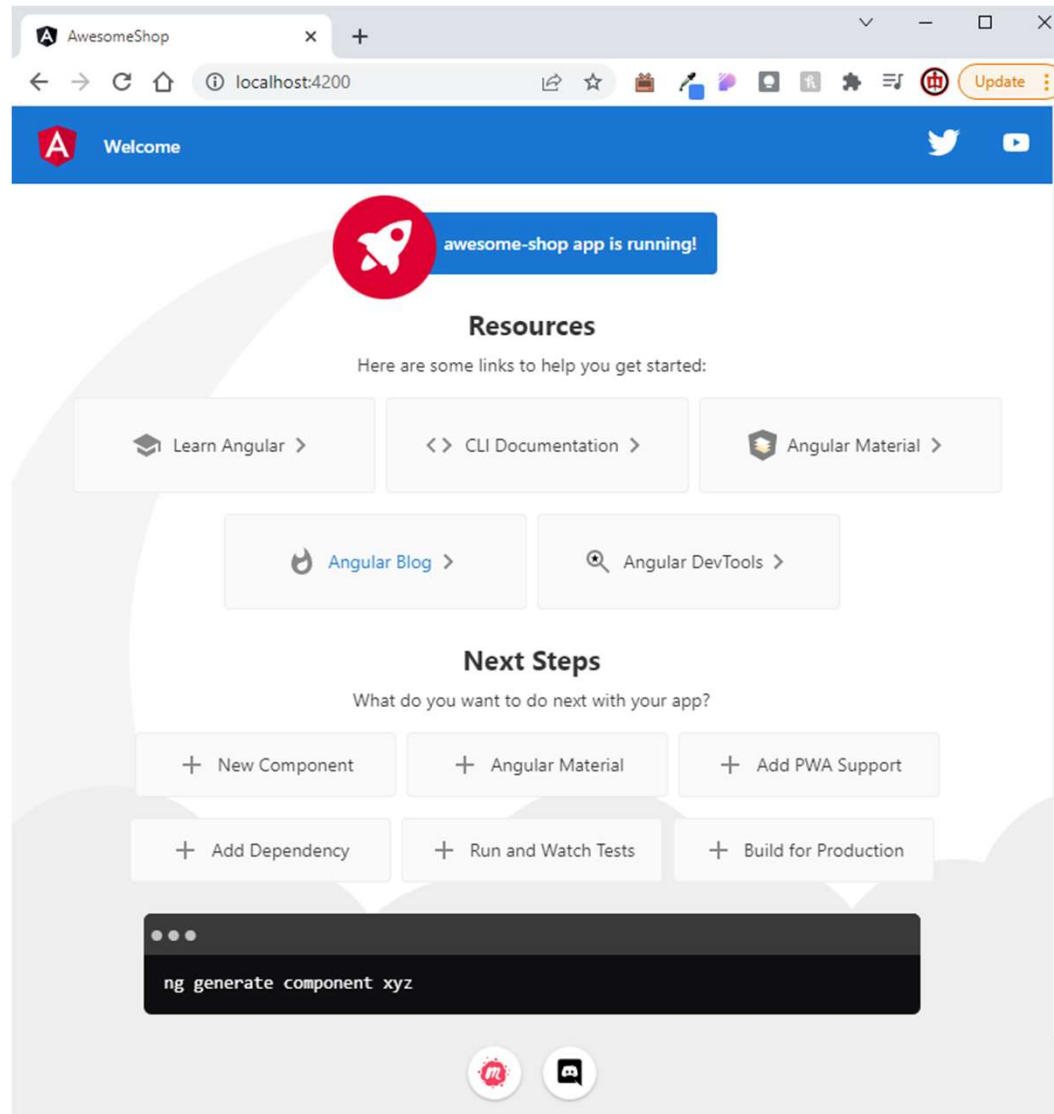 AwesomeShop
localhost:4200
Update
Welcome
awesome-shop app is running!
Resources
Here are some links to help you get started:
Learn Angular
CLI Documentation
Angular Material
Angular Blog
Angular DevTools
Next Steps
What do you want to do next with your app?
New Component
Angular Material
Add PWA Support
Add Dependency
Run and Watch Tests
Build for Production
ng generate component xyz